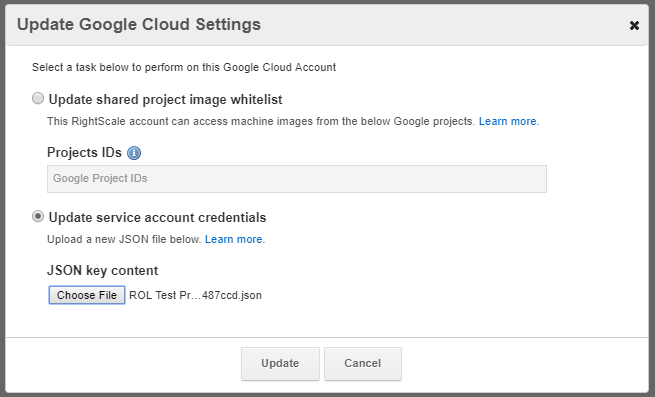 Update Google Cloud Settings
Select a task below to perform on this Google Cloud Account
Update shared project image whitelist
This RightScale account can access machine images from the below Google projects. Learn more.
Projects IDs
Google Project IDs
Update service account credentials
Upload a new JSON file below. Learn more.
JSON key content
Choose File ROL Test Pr...487ccd.json
Update Cancel